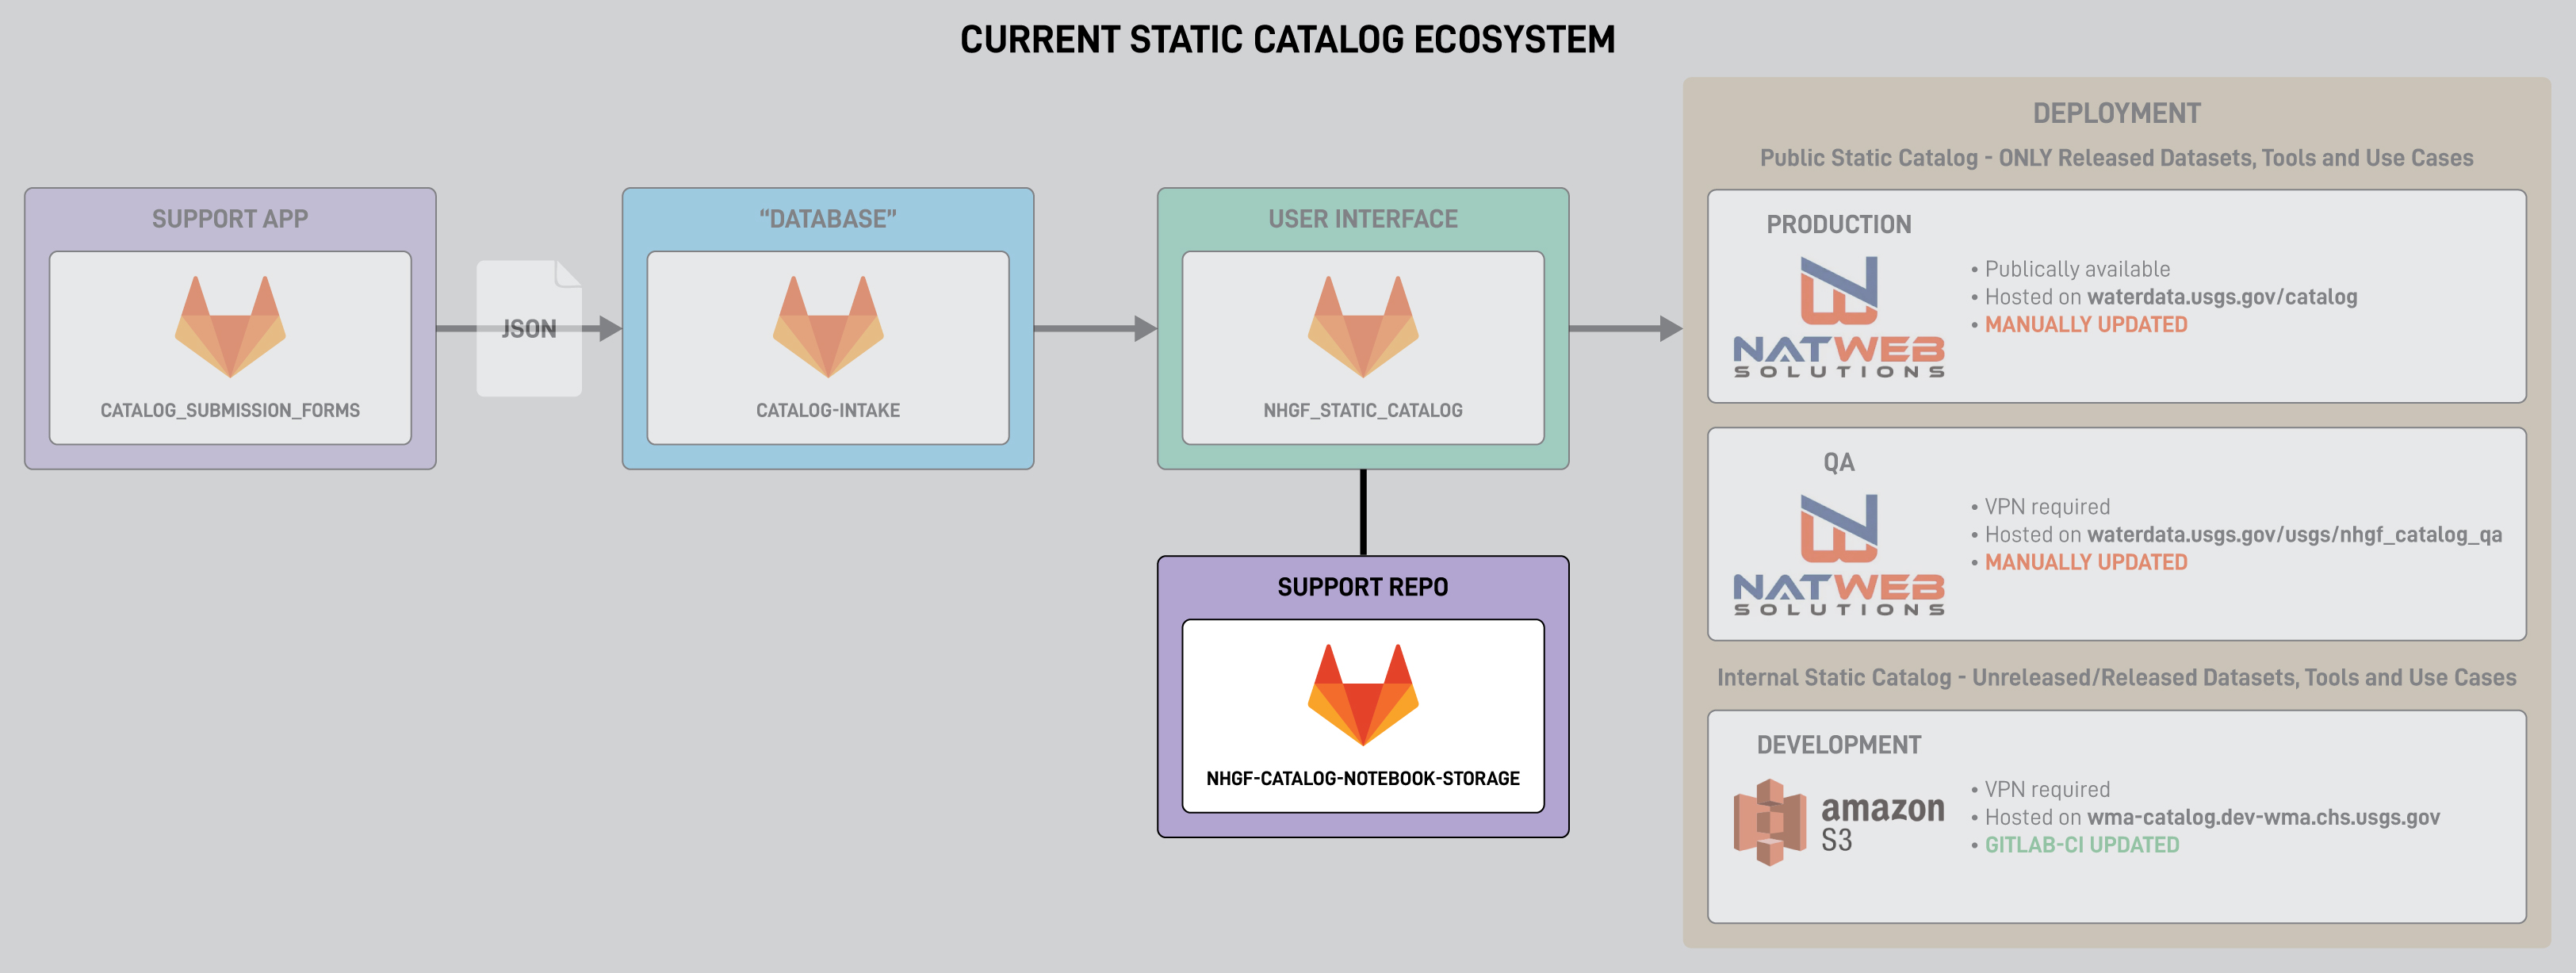 CURRENT STATIC CATALOG ECOSYSTEM
SUPPORT APP
CATALOG_SUBMISSION_FORMS
JSON
“DATABASE”
CATALOG-INTAKE
USER INTERFACE
NHGF_STATIC_CATALOG
SUPPORT REPO
NHGF-CATALOG-NOTEBOOK-STORAGE
DEPLOYMENT
Public Static Catalog - ONLY Released Datasets, Tools and Use Cases
PRODUCTION
NATWEB
SOLUTIONS
• Publically available
• Hosted on waterdata.usgs.gov/catalog
• MANUALLY UPDATED
QA
NATWEB
SOLUTIONS
• VPN required
• Hosted on waterdata.usgs.gov/usgs/nhgf_catalog_qa
• MANUALLY UPDATED
Internal Static Catalog - Unreleased/Released Datasets, Tools and Use Cases
DEVELOPMENT
amazon
S3
• VPN required
• Hosted on wma-catalog.dev-wma.chs.usgs.gov
• GITLAB-CI UPDATED